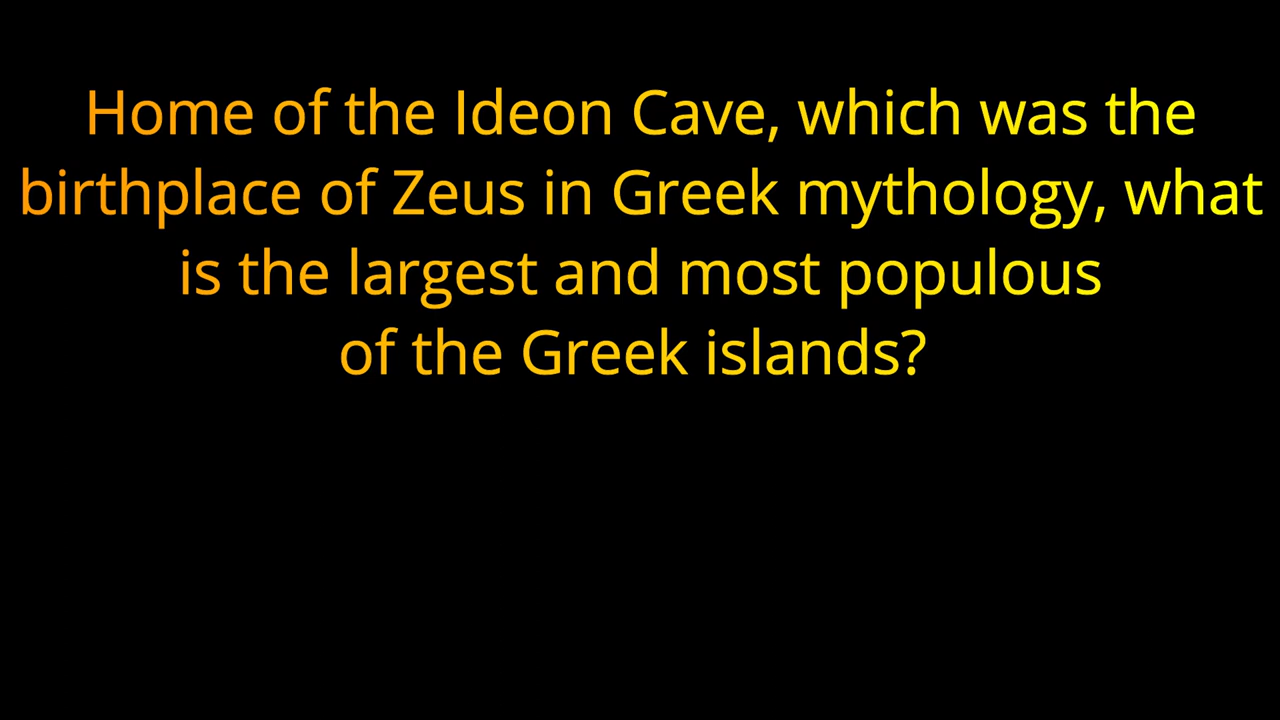 Home of the Ideon Cave, which was the
birthplace of Zeus in Greek mythology, what
is the largest and most populous
of the Greek islands?